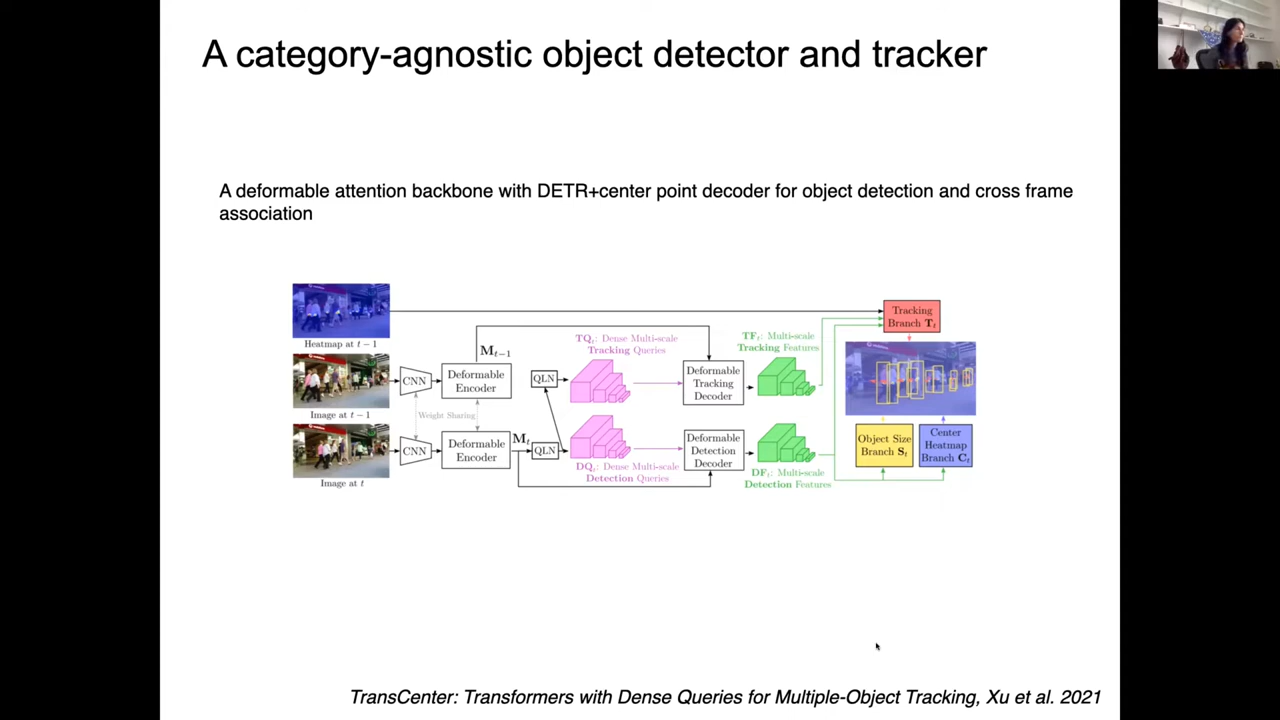 A category-agnostic object detector and tracker
A deformable attention backbone with DETR+center point decoder for object detection and cross frame
association
Heatmap at t − 1
Image at t − 1
Image at t
CNN
CNN
Deformable
Encoder
Weight Sharing
Deformable
Encoder
M_{t−1}
M_t
QLN
QLN
TQ_t: Dense Multi-scale
Tracking Queries
DQ_t: Dense Multi-scale
Detection Queries
Deformable
Tracking
Decoder
Deformable
Detection
Decoder
TF_t: Multi-scale
Tracking Features
DF_t: Multi-scale
Detection Features
Tracking
Branch T_t
Object Size
Branch S_t
Center
Heatmap
Branch C_t
TransCenter: Transformers with Dense Queries for Multiple-Object Tracking, Xu et al. 2021